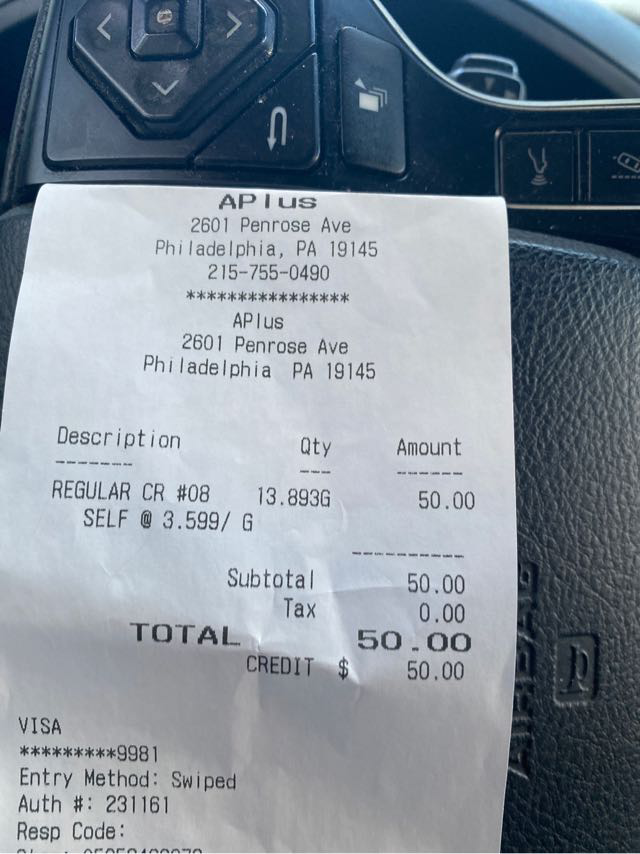 APlus
2601 Penrose Ave
Philadelphia, PA 19145
215-755-0490
****************
APlus
2601 Penrose Ave
Philadelphia PA 19145
Description Qty Amount
------- --- ------
REGULAR CR #08 13.893G 50.00
SELF @ 3.599/ G
----------
Subtotal 50.00
Tax 0.00
TOTAL 50.00
CREDIT $ 50.00
VISA
*********9981
Entry Method: Swiped
Auth #: 231161
Resp Code:
AIRBAG